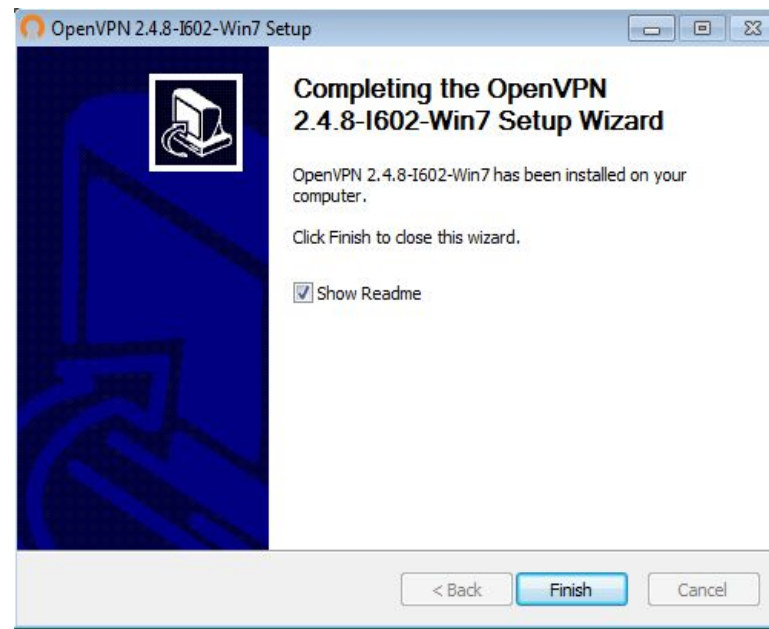 OpenVPN 2.4.8-I602-Win7 Setup
Completing the OpenVPN
2.4.8-I602-Win7 Setup Wizard
OpenVPN 2.4.8-I602-Win7 has been installed on your
computer.
Click Finish to close this wizard.
Show Readme
< Back
Finish
Cancel